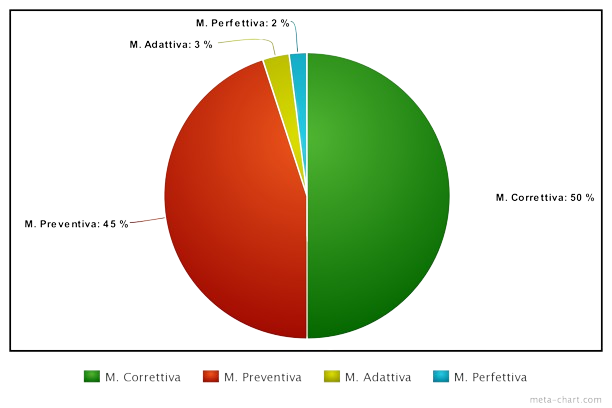 M. Perfettiva: 2 %
M. Adattiva: 3 %
M. Correttiva: 50 %
M. Preventiva: 45 %
M. Correttiva
M. Preventiva
M. Adattiva
M. Perfettiva
meta-chart.com